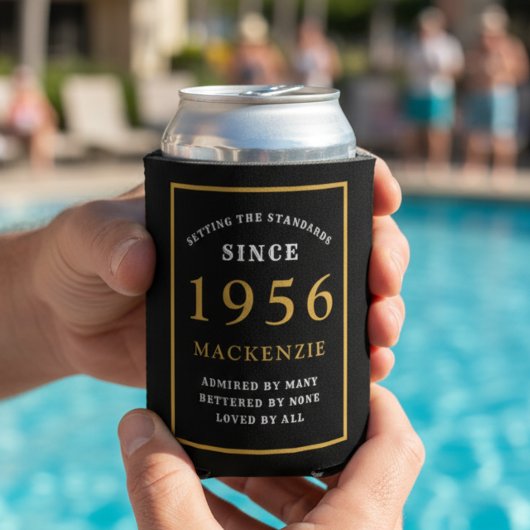 SETTING THE STANDARDS
SINCE
1956
MACKENZIE
ADMIRED BY MANY
BETTERED BY NONE
LOVED BY ALL